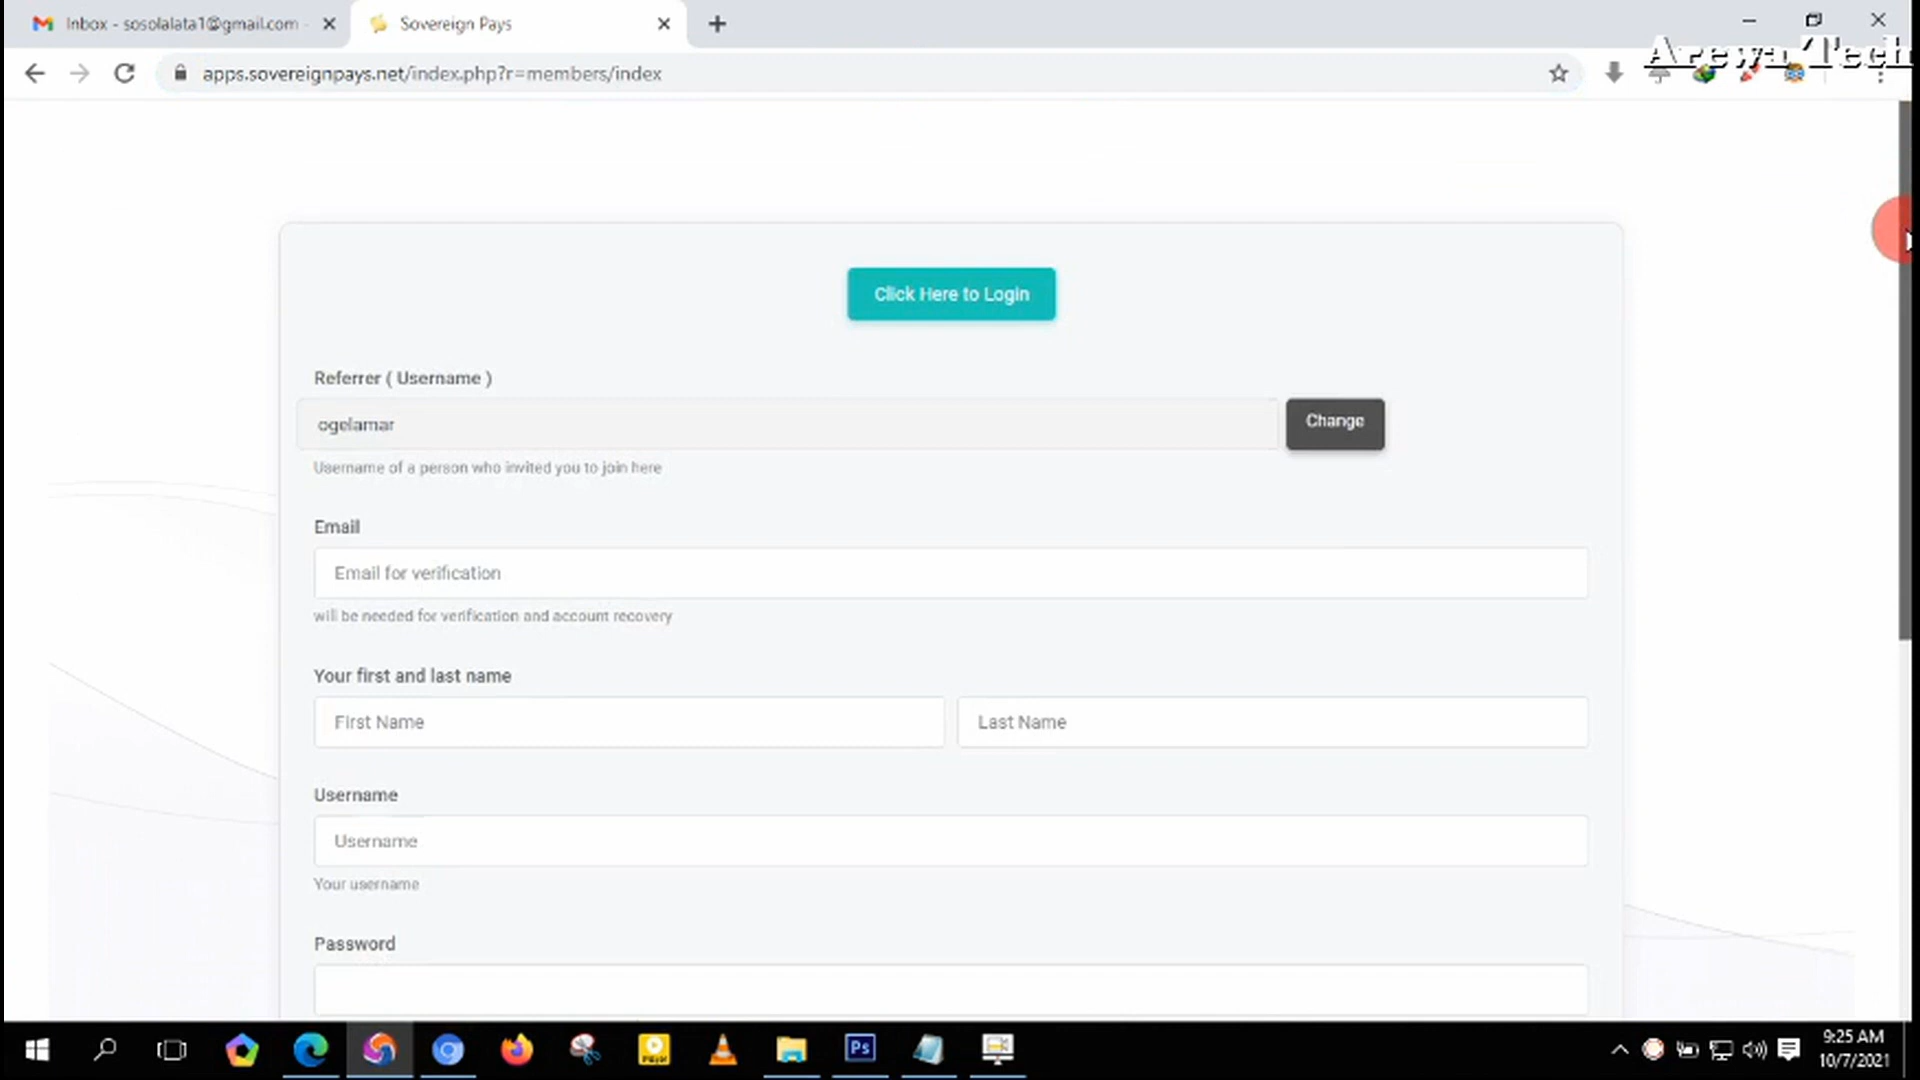 Inbox - sosolalata1@gmail.com -
Sovereign Pays
Arewa Tech
apps.sovereignpays.net/index.php?r=members/index
Click Here to Login
Referrer ( Username )
ogelamar
Change
Username of a person who invited you to join here
Email
Email for verification
will be needed for verification and account recovery
Your first and last name
First Name
Last Name
Username
Username
Your username
Password
Ps
9:25 AM
10/7/2021